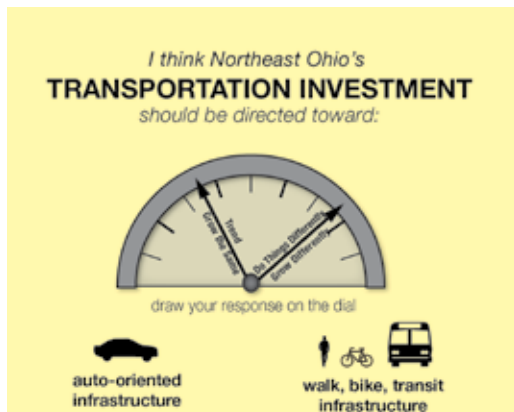 I think Northeast Ohio's
TRANSPORTATION INVESTMENT
should be directed toward:
Trend
Grow the Same
Do Things Differently
Grow Differently
draw your response on the dial
auto-oriented
infrastructure
walk, bike, transit
infrastructure